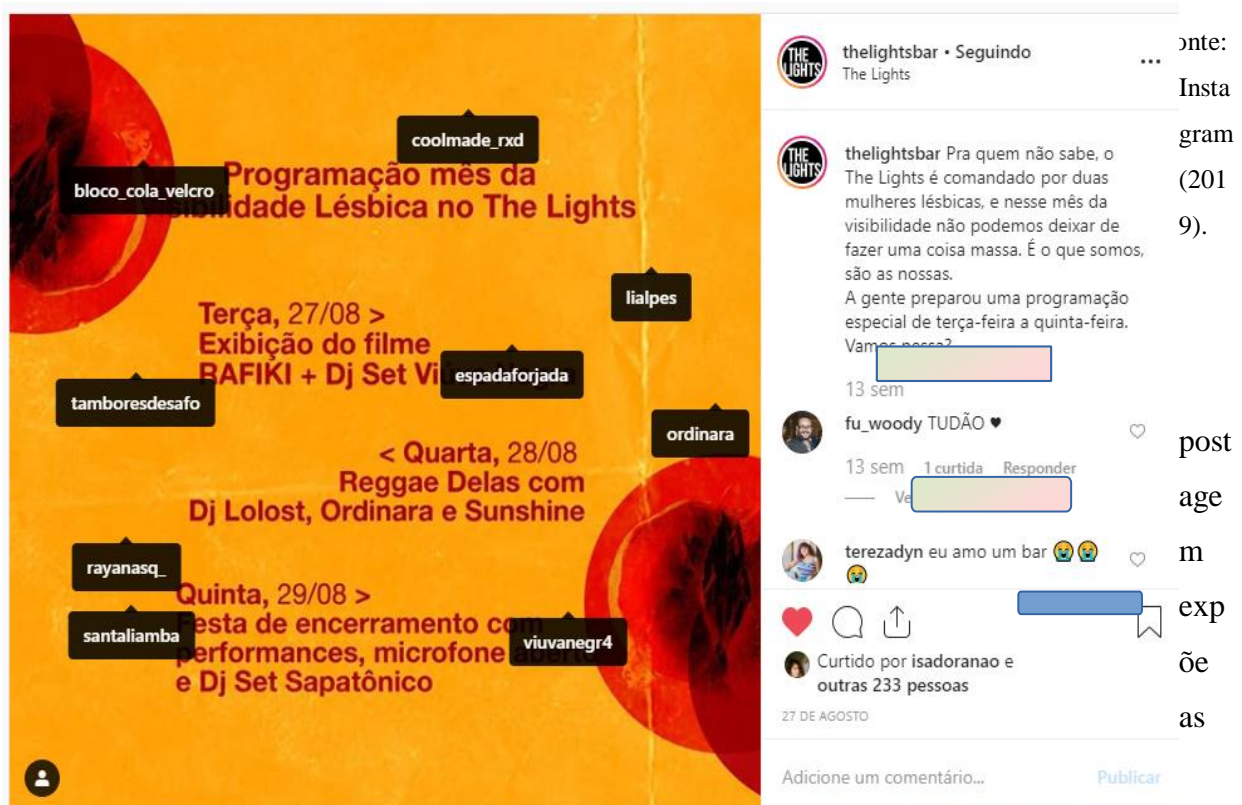 coolmade_rxd
bloco_cola_velcro
Programação mês da
idade Lésbica no The Lights
lialpes
Terça, 27/08 >
Exibição do filme
RAFIKI + Dj Set
espadaforjada
tamboresdesafo
ordinara
< Quarta, 28/08
Reggae Delas com
Dj Lolost, Ordinara e Sunshine
rayanasq_
Quinta, 29/08 >
santaliamba
Festa de encerramento com
viuvanegr4
performances, microfone
e Dj Set Sapatônico
THE LIGHTS
thelightsbar • Seguindo
The Lights
THE LIGHTS
thelightsbar Pra quem não sabe, o
The Lights é comandado por duas
mulheres lésbicas, e nesse mês da
visibilidade não podemos deixar de
fazer uma coisa massa. É o que somos,
são as nossas.
A gente preparou uma programação
especial de terça-feira a quinta-feira.
13 sem
fu_woody TUDÃO ♥
13 sem 1 curtida Responder
Ve
terezadyn eu amo um bar 😭😭
😭
Curtido por isadoranao e
outras 233 pessoas
27 DE AGOSTO
Adicione um comentário... Publicar
onte:
Insta
gram
(201
9).
post
age
m
exp
õe
as